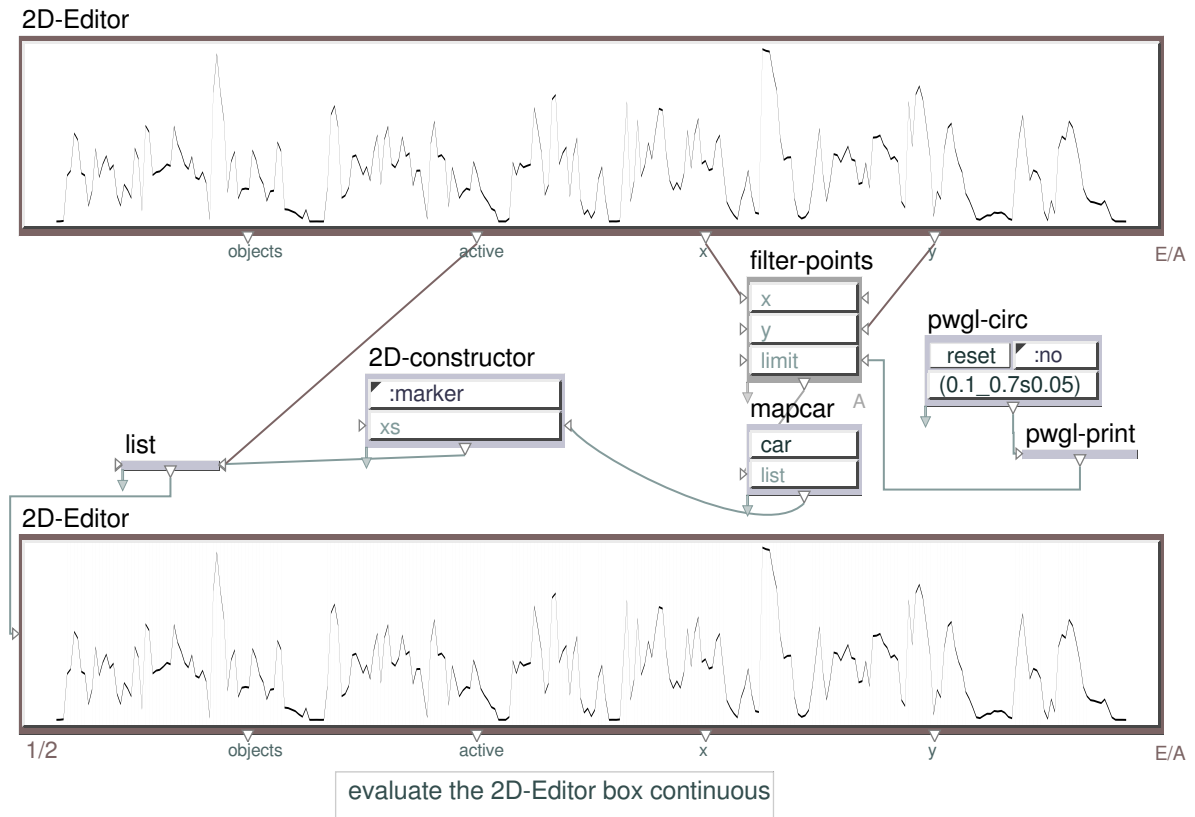 2D-Editor
objects active x y E/A
filter-points
x
y
limit
A
pwgl-circ
reset :no
(0.1_0.7s0.05)
2D-constructor
:marker
xs
mapcar
car
list
pwgl-print
list
2D-Editor
1/2 objects active x y E/A
evaluate the 2D-Editor box continuous